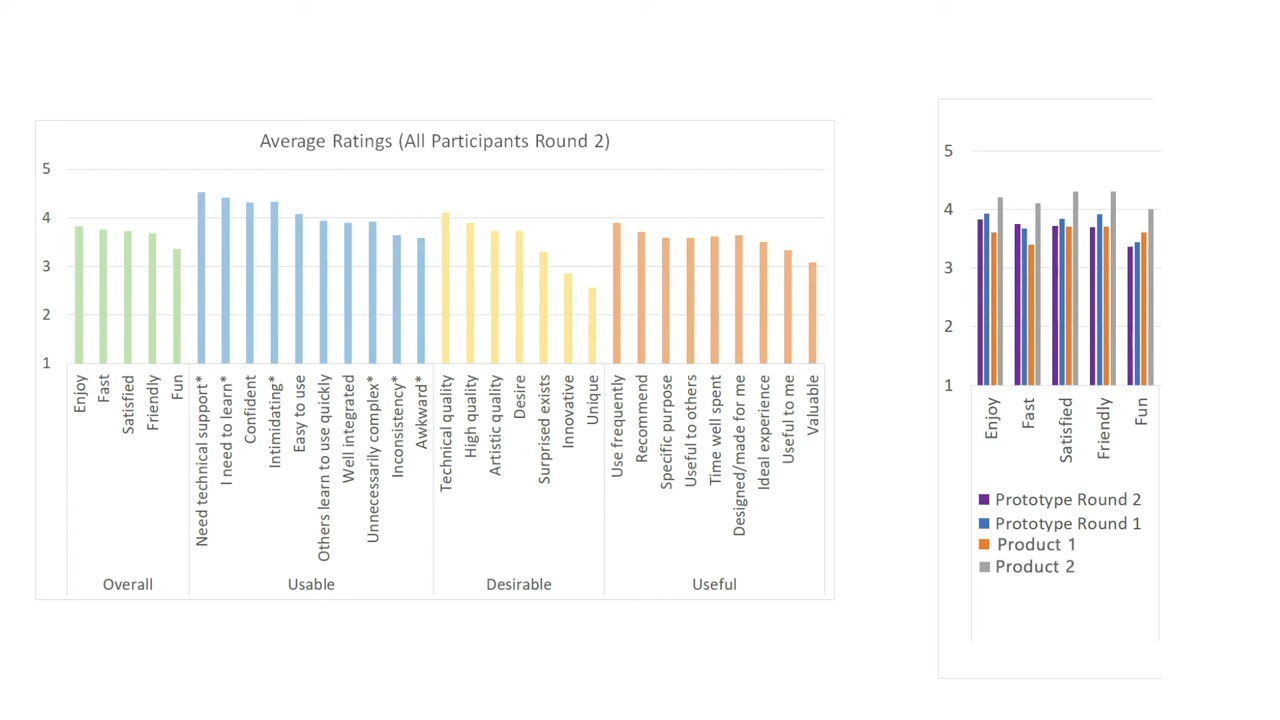 Average Ratings (All Participants Round 2)
5
4
3
2
1
Enjoy
Fast
Satisfied
Friendly
Fun
Need technical support*
I need to learn*
Confident
Intimidating*
Easy to use
Others learn to use quickly
Well integrated
Unnecessarily complex*
Inconsistency*
Awkward*
Technical quality
High quality
Artistic quality
Desire
Surprised exists
Innovative
Unique
Use frequently
Recommend
Specific purpose
Useful to others
Time well spent
Designed/made for me
Ideal experience
Useful to me
Valuable
Overall
Usable
Desirable
Useful
5
4
3
2
1
Enjoy
Fast
Satisfied
Friendly
Fun
Prototype Round 2
Prototype Round 1
Product 1
Product 2